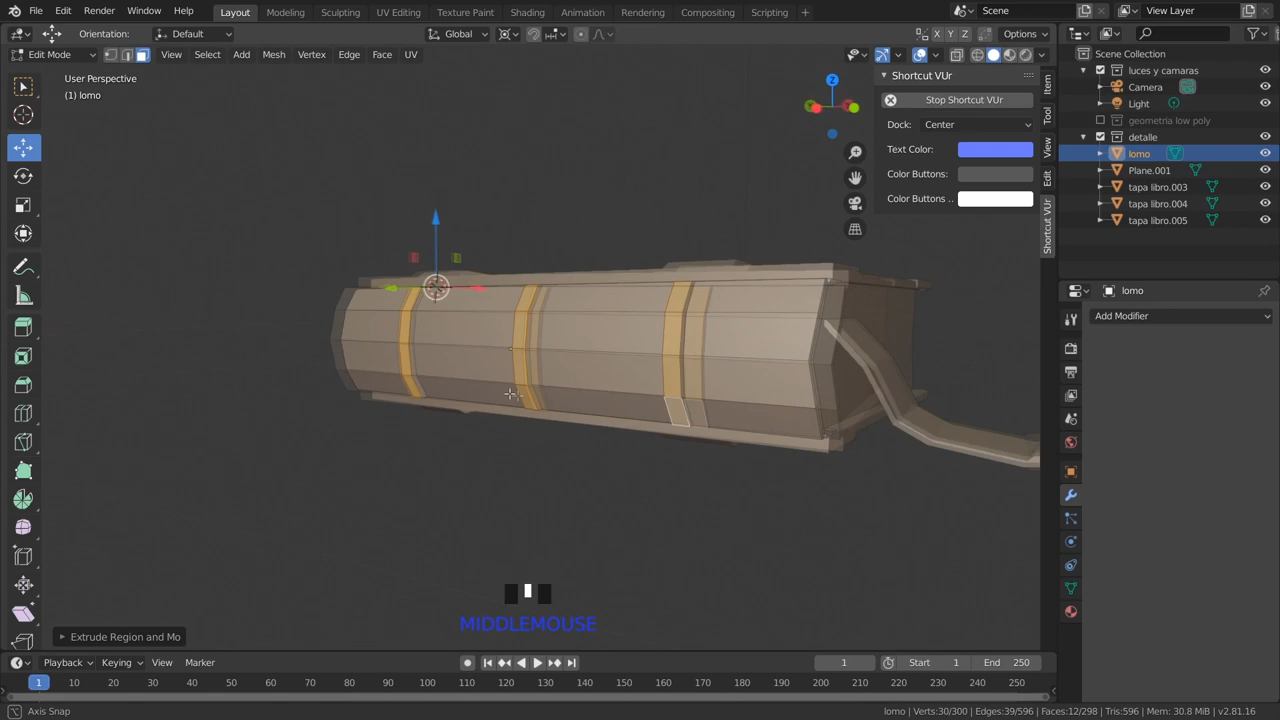 File Edit Render Window Help Layout Modeling Sculpting UV Editing Texture Paint Shading Animation Rendering Compositing Scripting + Scene View Layer
Orientation: Default Global X Y Z Options
Edit Mode View Select Add Mesh Vertex Edge Face UV
Scene Collection
luces y camaras
Camera
Light
geometria low poly
detalle
lomo
Plane.001
tapa libro.003
tapa libro.004
tapa libro.005
User Perspective
(1) lomo
Z
Shortcut VUr
Stop Shortcut VUr
Dock: Center
Text Color:
Color Buttons:
Color Buttons ..
Item
Tool
View
Edit
Shortcut VUr
lomo
Add Modifier
MIDDLEMOUSE
Extrude Region and Mo
Playback Keying View Marker 1 Start 1 End 250
1 10 20 30 40 50 60 70 80 90 100 110 120 130 140 150 160 170 180 190 200 210 220 230 240 250
Axis Snap lomo | Verts:30/300 | Edges:39/596 | Faces:12/298 | Tris:596 | Mem: 30.8 MiB | v2.81.16